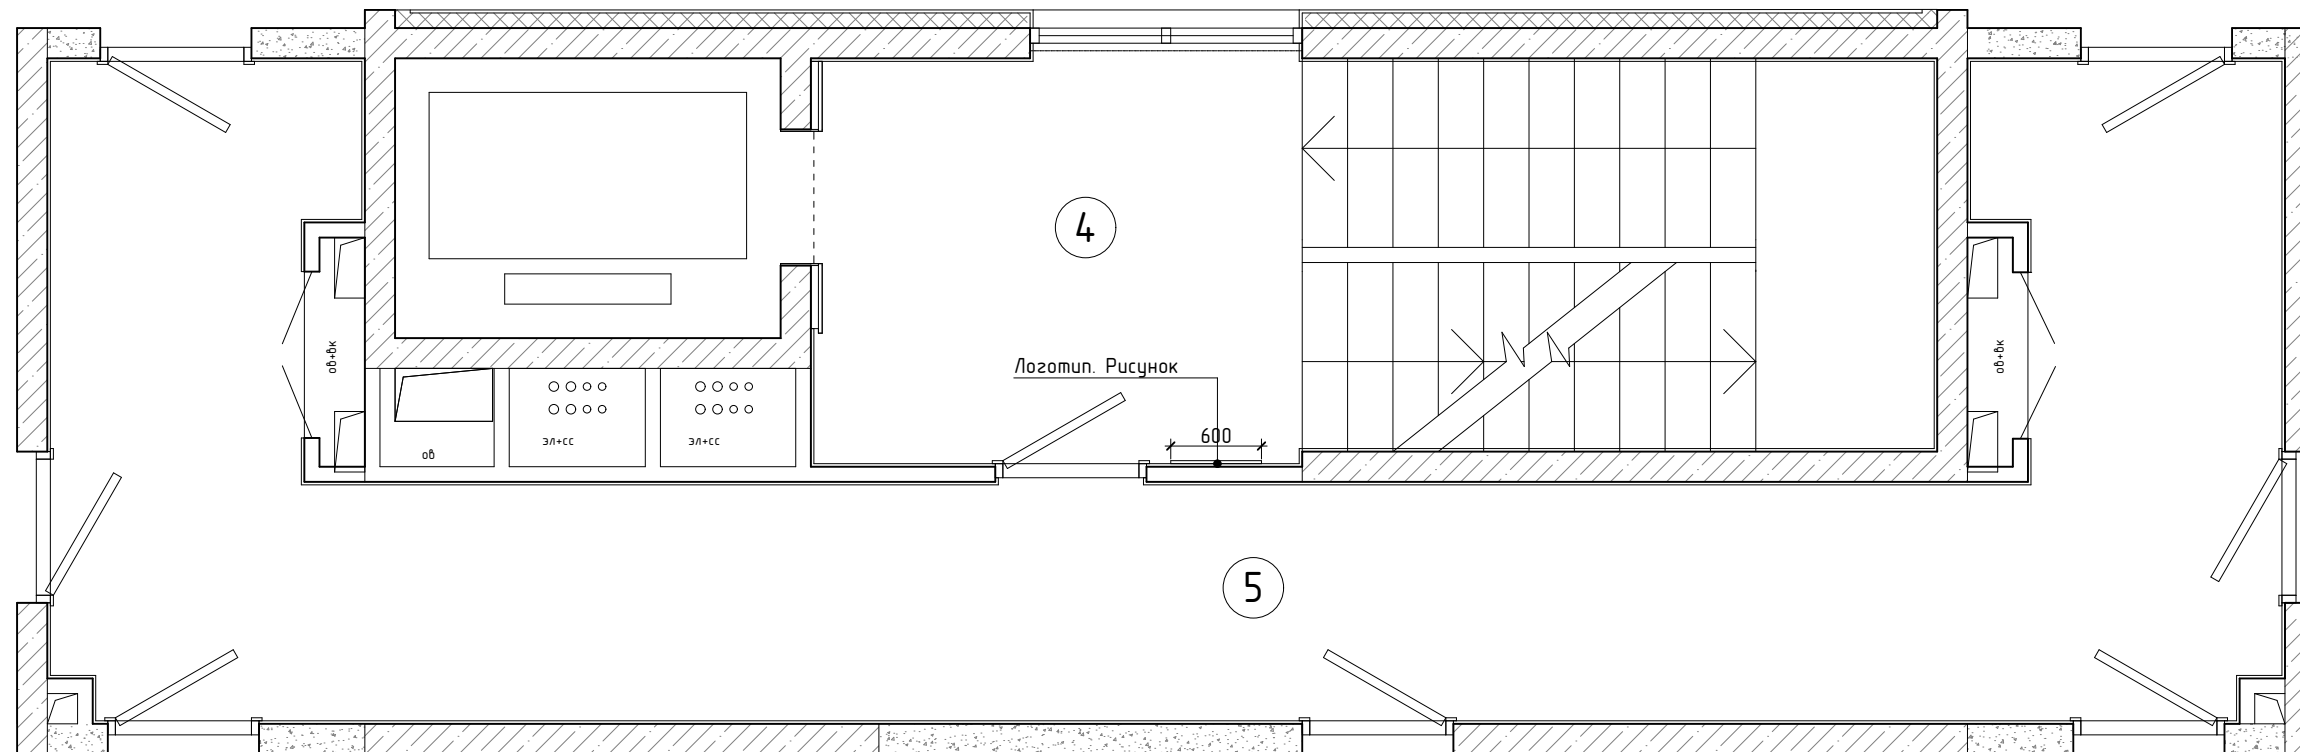 4
ов+вк
ов+вк
Логотип. Рисунок
600
ов
эл+сс
эл+сс
5